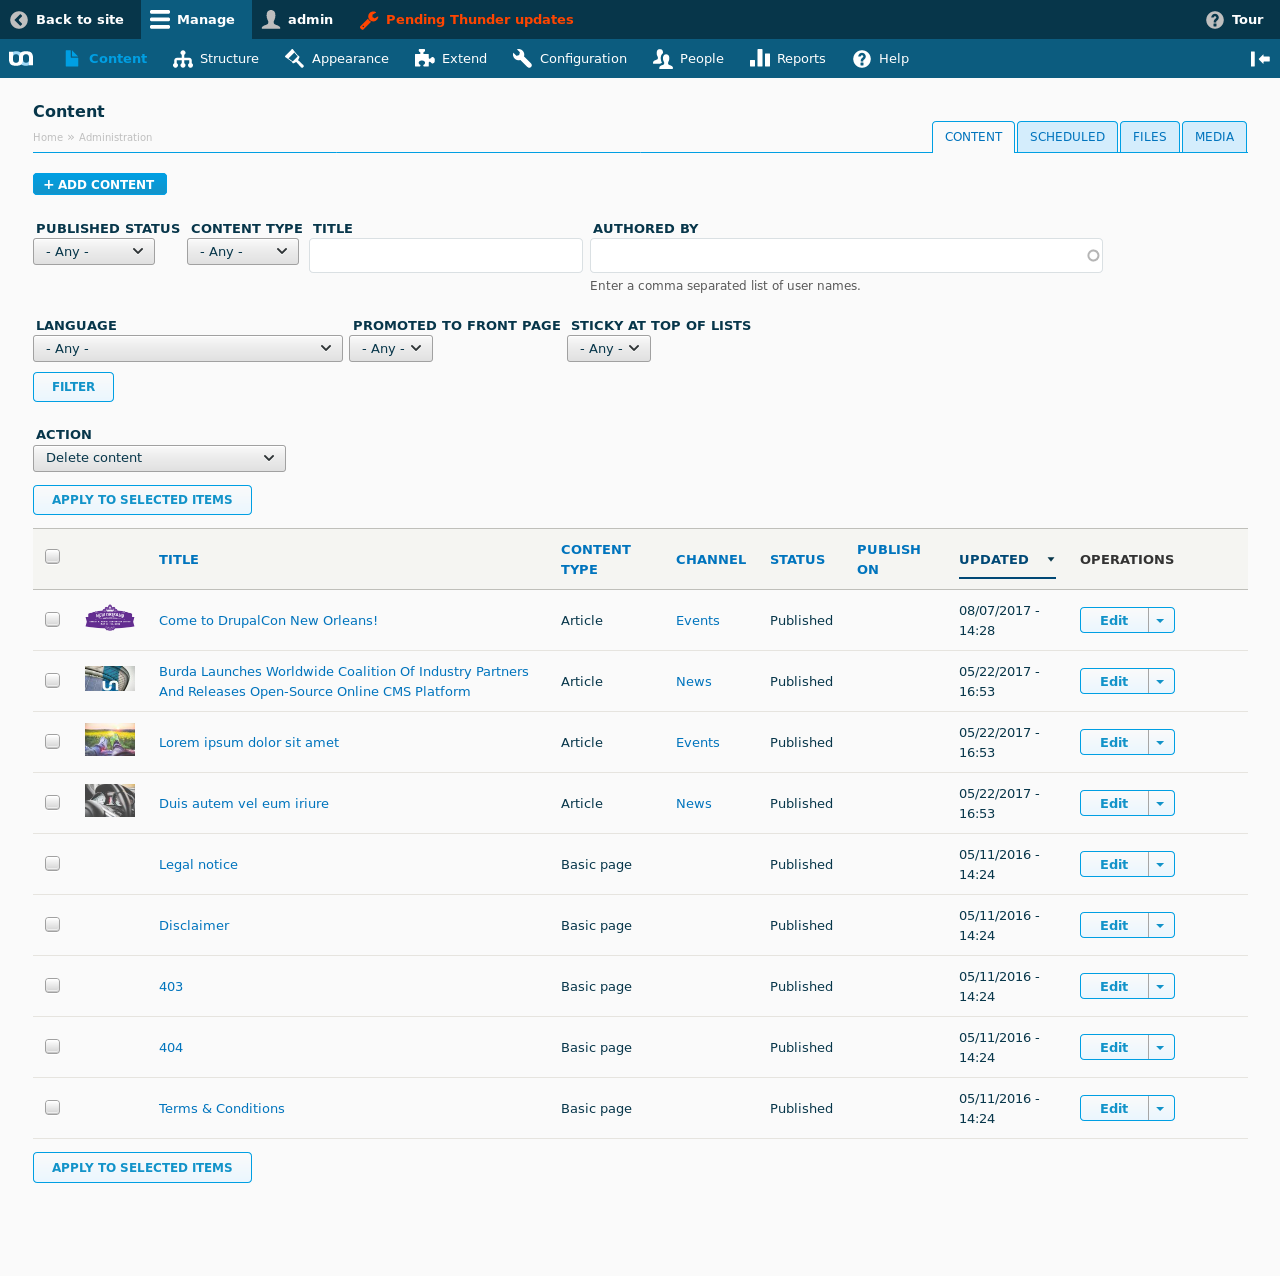 Back to site Manage admin Pending Thunder updates Tour
Content Structure Appearance Extend Configuration People Reports Help
Content
Home » Administration
CONTENT SCHEDULED FILES MEDIA
+ ADD CONTENT
PUBLISHED STATUS CONTENT TYPE TITLE AUTHORED BY
- Any - - Any -
Enter a comma separated list of user names.
LANGUAGE PROMOTED TO FRONT PAGE STICKY AT TOP OF LISTS
- Any - - Any - - Any -
FILTER
ACTION
Delete content
APPLY TO SELECTED ITEMS
TITLE CONTENT TYPE CHANNEL STATUS PUBLISH ON UPDATED OPERATIONS
Come to DrupalCon New Orleans! Article Events Published 08/07/2017 - 14:28 Edit
Burda Launches Worldwide Coalition Of Industry Partners
And Releases Open-Source Online CMS Platform Article News Published 05/22/2017 - 16:53 Edit
Lorem ipsum dolor sit amet Article Events Published 05/22/2017 - 16:53 Edit
Duis autem vel eum iriure Article News Published 05/22/2017 - 16:53 Edit
Legal notice Basic page Published 05/11/2016 - 14:24 Edit
Disclaimer Basic page Published 05/11/2016 - 14:24 Edit
403 Basic page Published 05/11/2016 - 14:24 Edit
404 Basic page Published 05/11/2016 - 14:24 Edit
Terms & Conditions Basic page Published 05/11/2016 - 14:24 Edit
APPLY TO SELECTED ITEMS